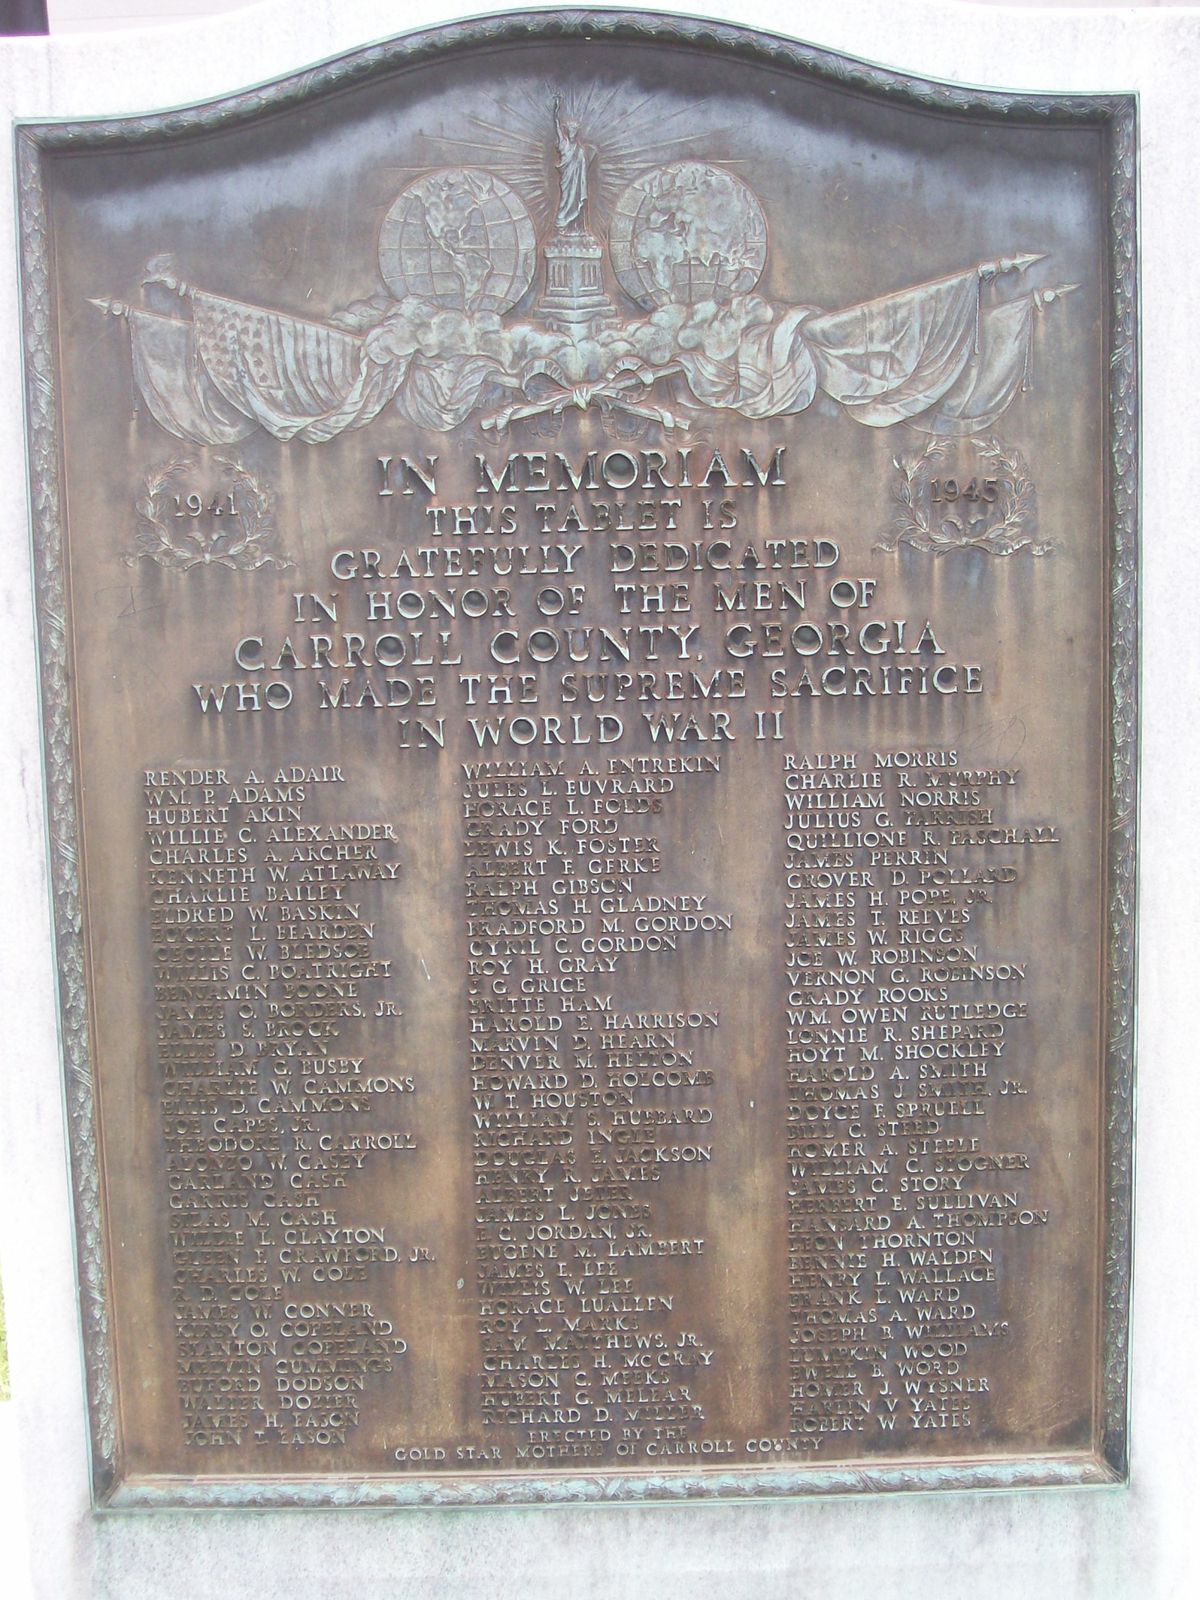 1941
1945
IN MEMORIAM
THIS TABLET IS
GRATEFULLY DEDICATED
IN HONOR OF THE MEN OF
CARROLL COUNTY, GEORGIA
WHO MADE THE SUPREME SACRIFICE
IN WORLD WAR II
RENDER A. ADAIR
WM. P. ADAMS
HUBERT AKIN
WILLIE C. ALEXANDER
CHARLES A. ARCHER
KENNETH W. ATTAWAY
CHARLIE BAILEY
ELDRED W. BASKIN
ECKERT L. BEARDEN
CECILE W. BLEDSOE
WILLIS C. BOATRIGHT
BENJAMIN BOONE
JAMES O. BORDERS, JR.
JAMES S. BROCK
ELLIS D. BRYAN
WILLIAM G. BUSBY
CHARLIE W. CAMMONS
ELLIS D. CAMMONS
JOE CAPES, JR.
THEODORE R. CARROLL
ALONZO W. CASEY
GARLAND CASH
GARRIS CASH
SILAS M. CASH
WILLIE L. CLAYTON
GLEEN F. CRAWFORD, JR.
CHARLES W. COLE
R. D. COLE
JAMES W. CONNER
KIRBY O. COPELAND
STANTON COPELAND
MELVIN CUMMINGS
BUFORD DODSON
WALTER DOZIER
JAMES H. EASON
JOHN T. EASON
WILLIAM A. ENTREKIN
JULES L. EUVRARD
HORACE L. FOLDS
GRADY FORD
LEWIS K. FOSTER
ALBERT F. GERKE
RALPH GIBSON
THOMAS H. GLADNEY
BRADFORD M. GORDON
CYRIL C. GORDON
ROY H. GRAY
J. G. GRICE
BRITTE HAM
HAROLD E. HARRISON
MARVIN D. HEARN
DENVER M. HELTON
HOWARD D. HOLCOMB
W. T. HOUSTON
WILLIAM S. HUBBARD
RICHARD INGLE
DOUGLAS E. JACKSON
HENRY R. JAMES
ALBERT JETER
JAMES L. JONES
E. C. JORDAN, JR.
EUGENE M. LAMBERT
JAMES E. LEE
WILLIS W. LEE
HORACE LUALLEN
ROY L. MARKS
SAM MATTHEWS, JR.
CHARLES H. MCCRAY
MASON C. MEEKS
HUBERT G. MELEAR
RICHARD D. MILLER
RALPH MORRIS
CHARLIE R. MURPHY
WILLIAM NORRIS
JULIUS G. PARRISH
QUILLIONE R. PASCHALL
JAMES PERRIN
GROVER D. POLLARD
JAMES H. POPE, JR.
JAMES T. REEVES
JAMES W. RIGGS
JOE W. ROBINSON
VERNON G. ROBINSON
GRADY ROOKS
WM. OWEN RUTLEDGE
LONNIE R. SHEPARD
HOYT M. SHOCKLEY
HAROLD A. SMITH
THOMAS J. SMITH, JR.
DOYCE F. SPRUELL
BILL C. STEED
HOMER A. STEELE
WILLIAM C. STOGNER
JAMES C. STORY
HERBERT E. SULLIVAN
HANSARD A. THOMPSON
LEON THORNTON
BENNIE H. WALDEN
HENRY L. WALLACE
FRANK L. WARD
THOMAS A. WARD
JOSEPH B. WILLIAMS
LUMPKIN WOOD
EWELL B. WORD
HOMER J. WYSNER
HARLIN V. YATES
ROBERT W. YATES
ERECTED BY THE
GOLD STAR MOTHERS OF CARROLL COUNTY